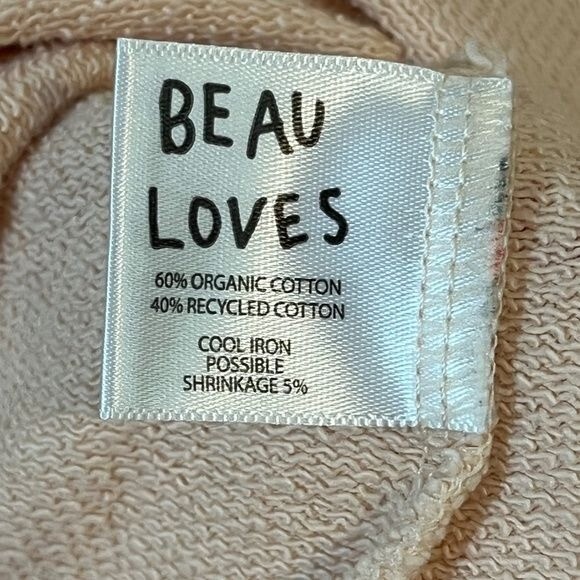 BEAU
LOVES
60% ORGANIC COTTON
40% RECYCLED COTTON
COOL IRON
POSSIBLE
SHRINKAGE 5%